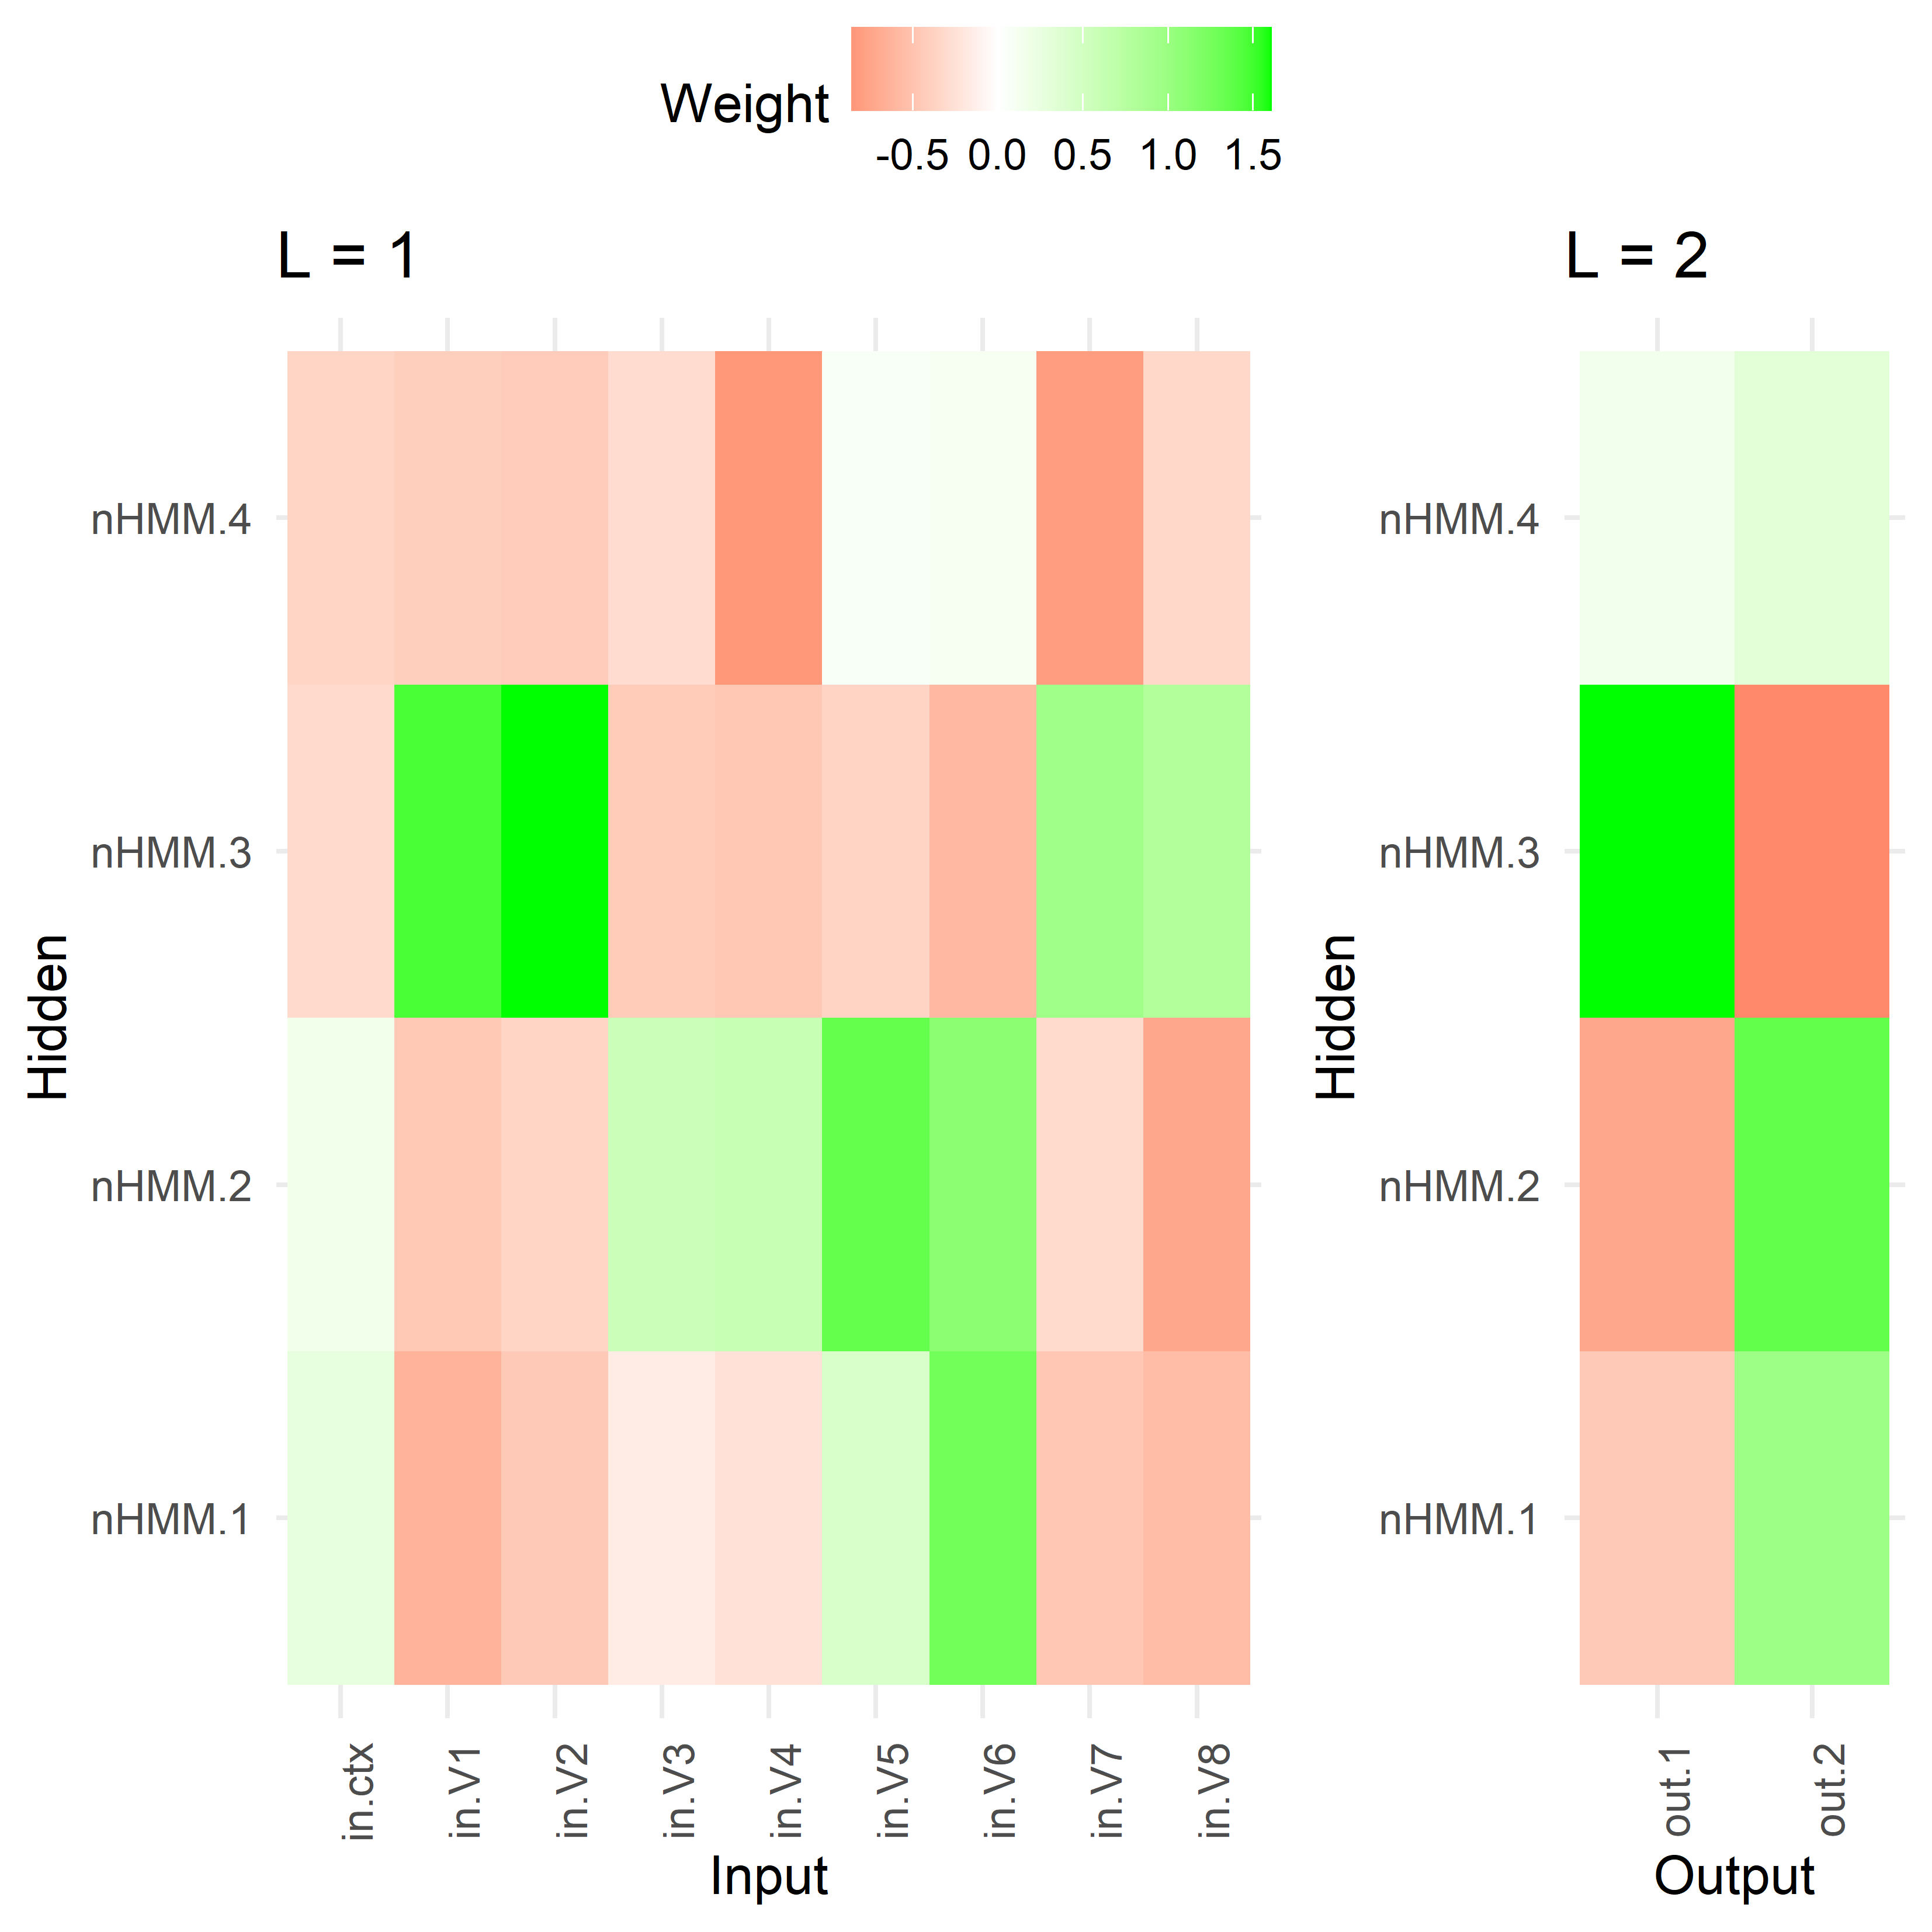 Weight
-0.5 0.0 0.5 1.0 1.5
L = 1
L = 2
Hidden
nHMM.4
nHMM.3
nHMM.2
nHMM.1
in.ctx in.V1 in.V2 in.V3 in.V4 in.V5 in.V6 in.V7 in.V8
Input
Hidden
nHMM.4
nHMM.3
nHMM.2
nHMM.1
out.1 out.2
Output